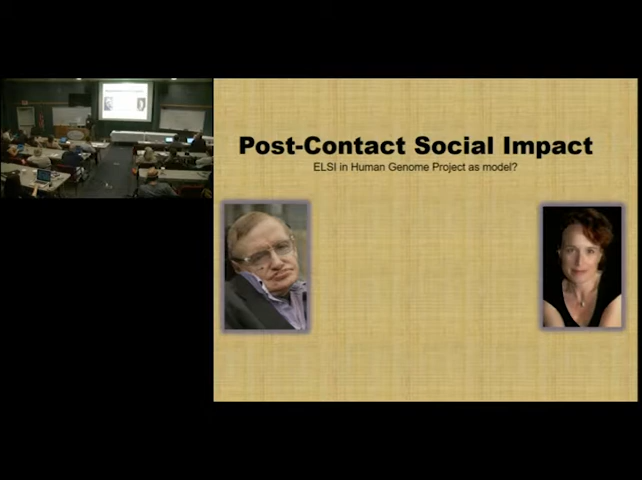 Post-Contact Social Impact
ELSI in Human Genome Project as model?